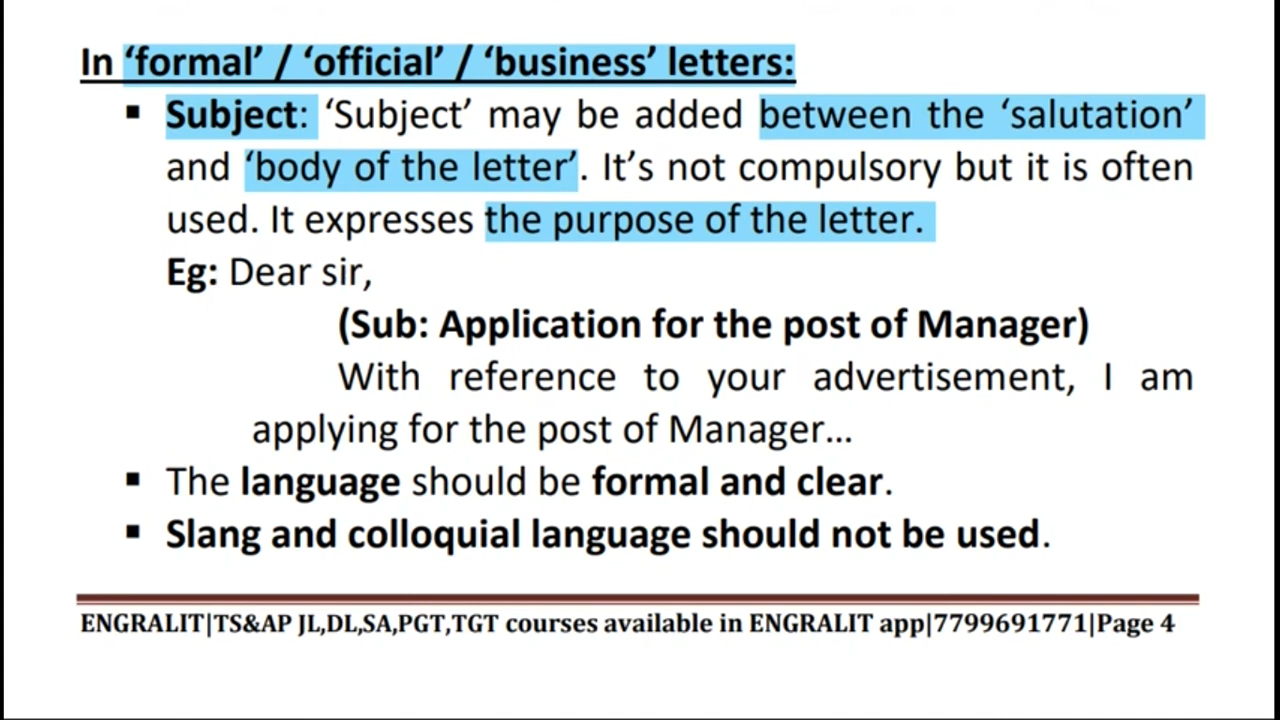 In ‘formal’ / ‘official’ / ‘business’ letters:
▪ Subject: ‘Subject’ may be added between the ‘salutation’
and ‘body of the letter’. It’s not compulsory but it is often
used. It expresses the purpose of the letter.
Eg: Dear sir,
(Sub: Application for the post of Manager)
With reference to your advertisement, I am
applying for the post of Manager...
▪ The language should be formal and clear.
▪ Slang and colloquial language should not be used.
ENGRALIT|TS&AP JL,DL,SA,PGT,TGT courses available in ENGRALIT app|7799691771|Page 4